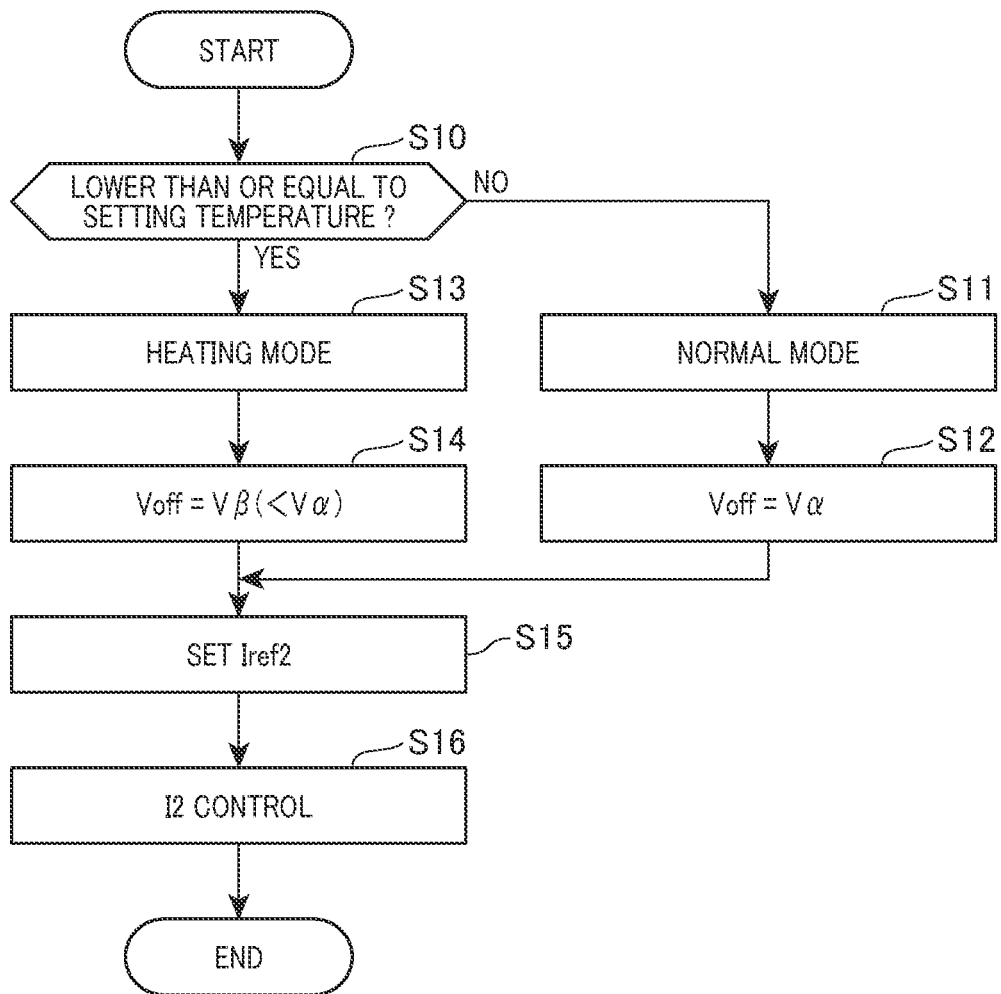 START
S10
LOWER THAN OR EQUAL TO
SETTING TEMPERATURE ?
NO
YES
S13
HEATING MODE
S11
NORMAL MODE
S14
Voff = Vβ(<Vα)
S12
Voff = Vα
SET Iref2
S15
S16
I2 CONTROL
END